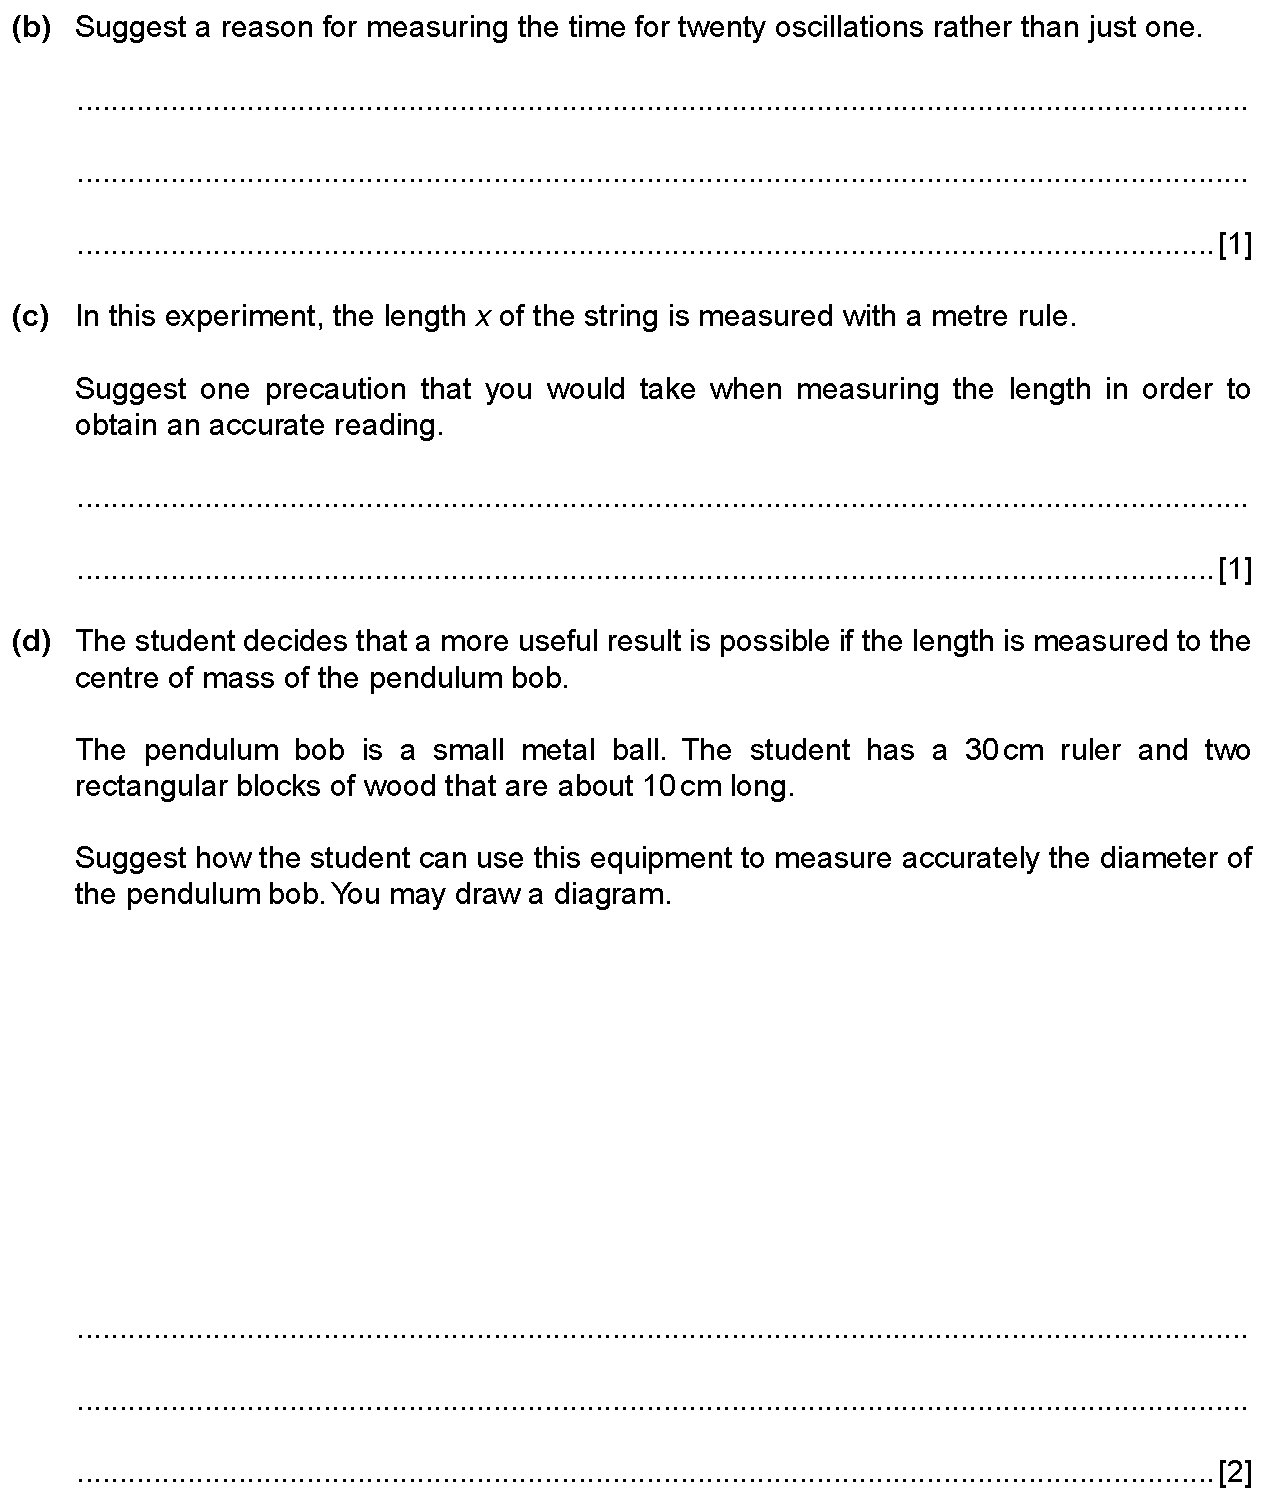 (b) Suggest a reason for measuring the time for twenty oscillations rather than just one.
..........................................................................................................................................
..........................................................................................................................................
......................................................................................................................................[1]
(c) In this experiment, the length x of the string is measured with a metre rule.
Suggest one precaution that you would take when measuring the length in order to
obtain an accurate reading.
..........................................................................................................................................
......................................................................................................................................[1]
(d) The student decides that a more useful result is possible if the length is measured to the
centre of mass of the pendulum bob.
The pendulum bob is a small metal ball. The student has a 30 cm ruler and two
rectangular blocks of wood that are about 10 cm long.
Suggest how the student can use this equipment to measure accurately the diameter of
the pendulum bob. You may draw a diagram.
..........................................................................................................................................
..........................................................................................................................................
......................................................................................................................................[2]